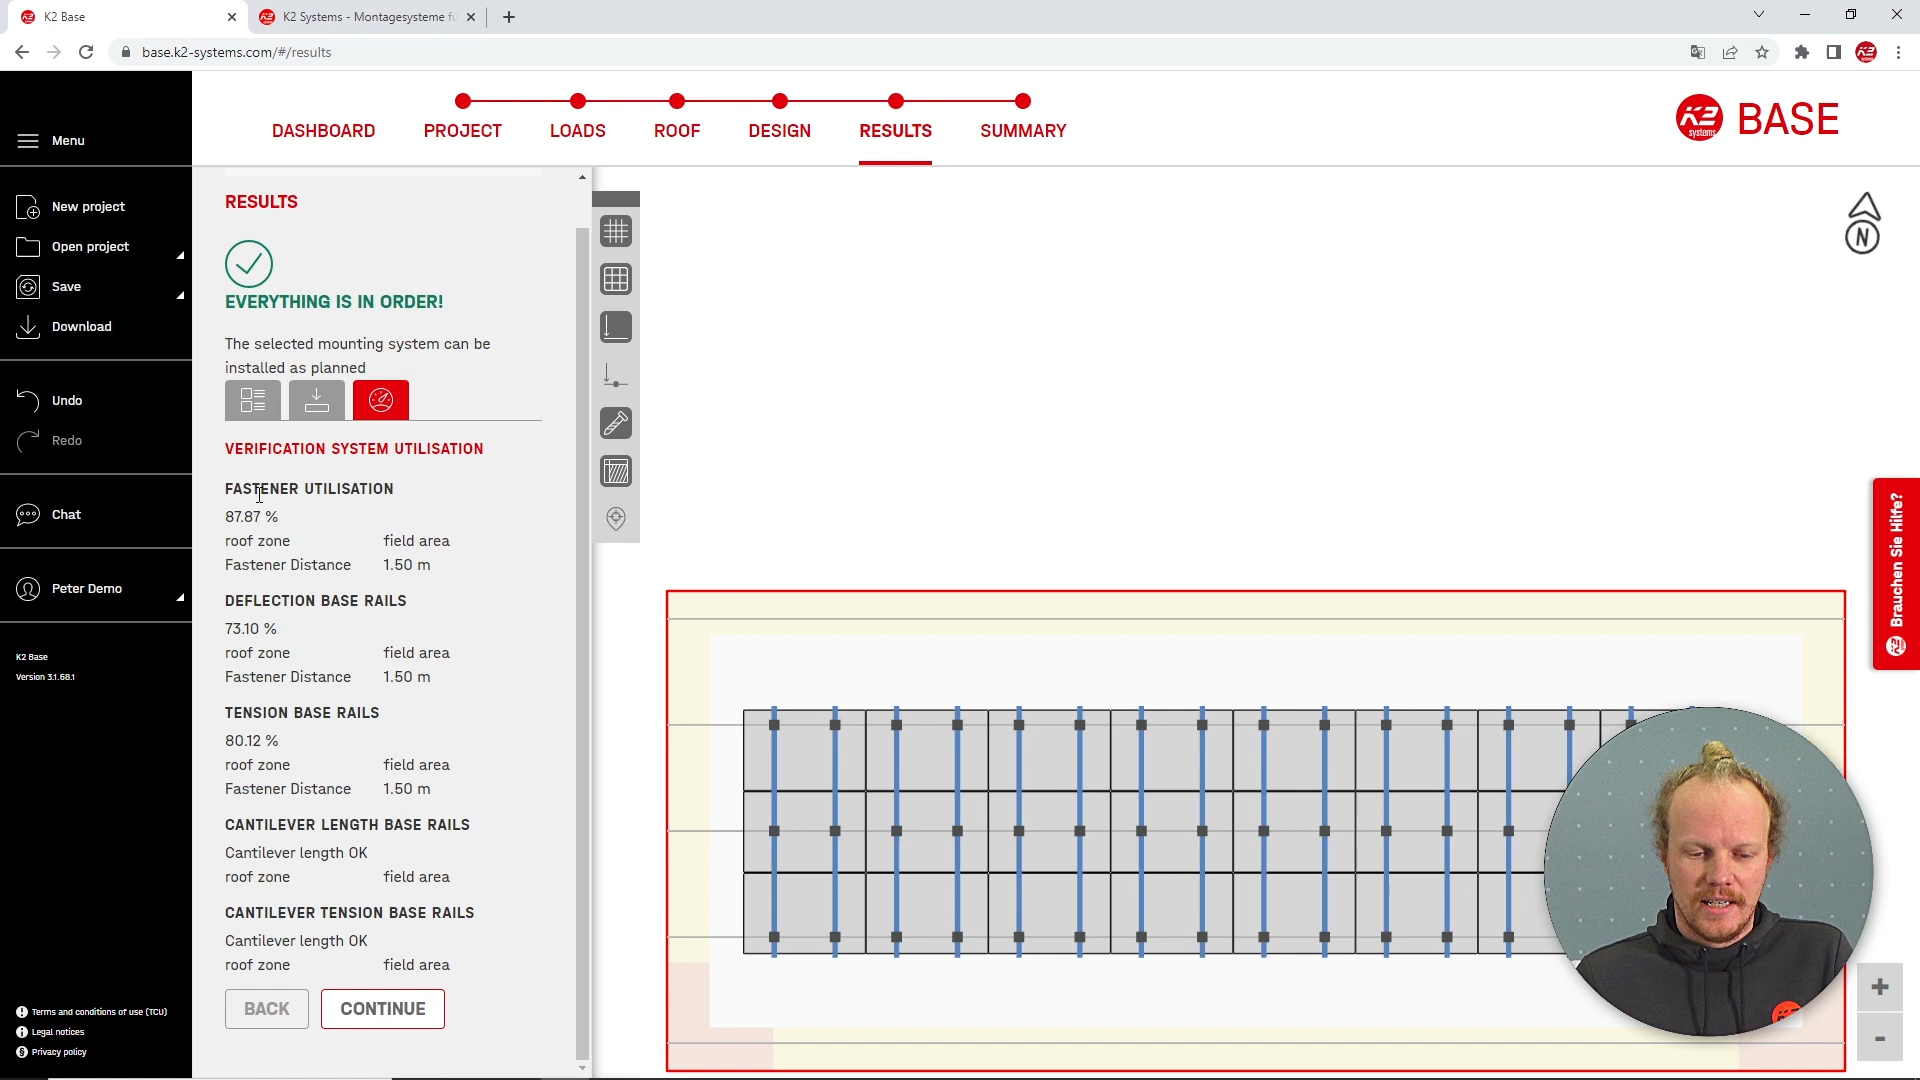 K2 Base
K2 Systems - Montagesysteme fü
base.k2-systems.com/#/results
Menu
New project
Open project
Save
Download
Undo
Redo
Chat
Peter Demo
K2 Base
Version 3.1.68.1
Terms and conditions of use (TCU)
Legal notices
Privacy policy
DASHBOARD
PROJECT
LOADS
ROOF
DESIGN
RESULTS
SUMMARY
K2 systems BASE
RESULTS
EVERYTHING IS IN ORDER!
The selected mounting system can be
installed as planned
VERIFICATION SYSTEM UTILISATION
FASTENER UTILISATION
87.87 %
roof zone field area
Fastener Distance 1.50 m
DEFLECTION BASE RAILS
73.10 %
roof zone field area
Fastener Distance 1.50 m
TENSION BASE RAILS
80.12 %
roof zone field area
Fastener Distance 1.50 m
CANTILEVER LENGTH BASE RAILS
Cantilever length OK
roof zone field area
CANTILEVER TENSION BASE RAILS
Cantilever length OK
roof zone field area
BACK
CONTINUE
N
Brauchen Sie Hilfe?
+
-